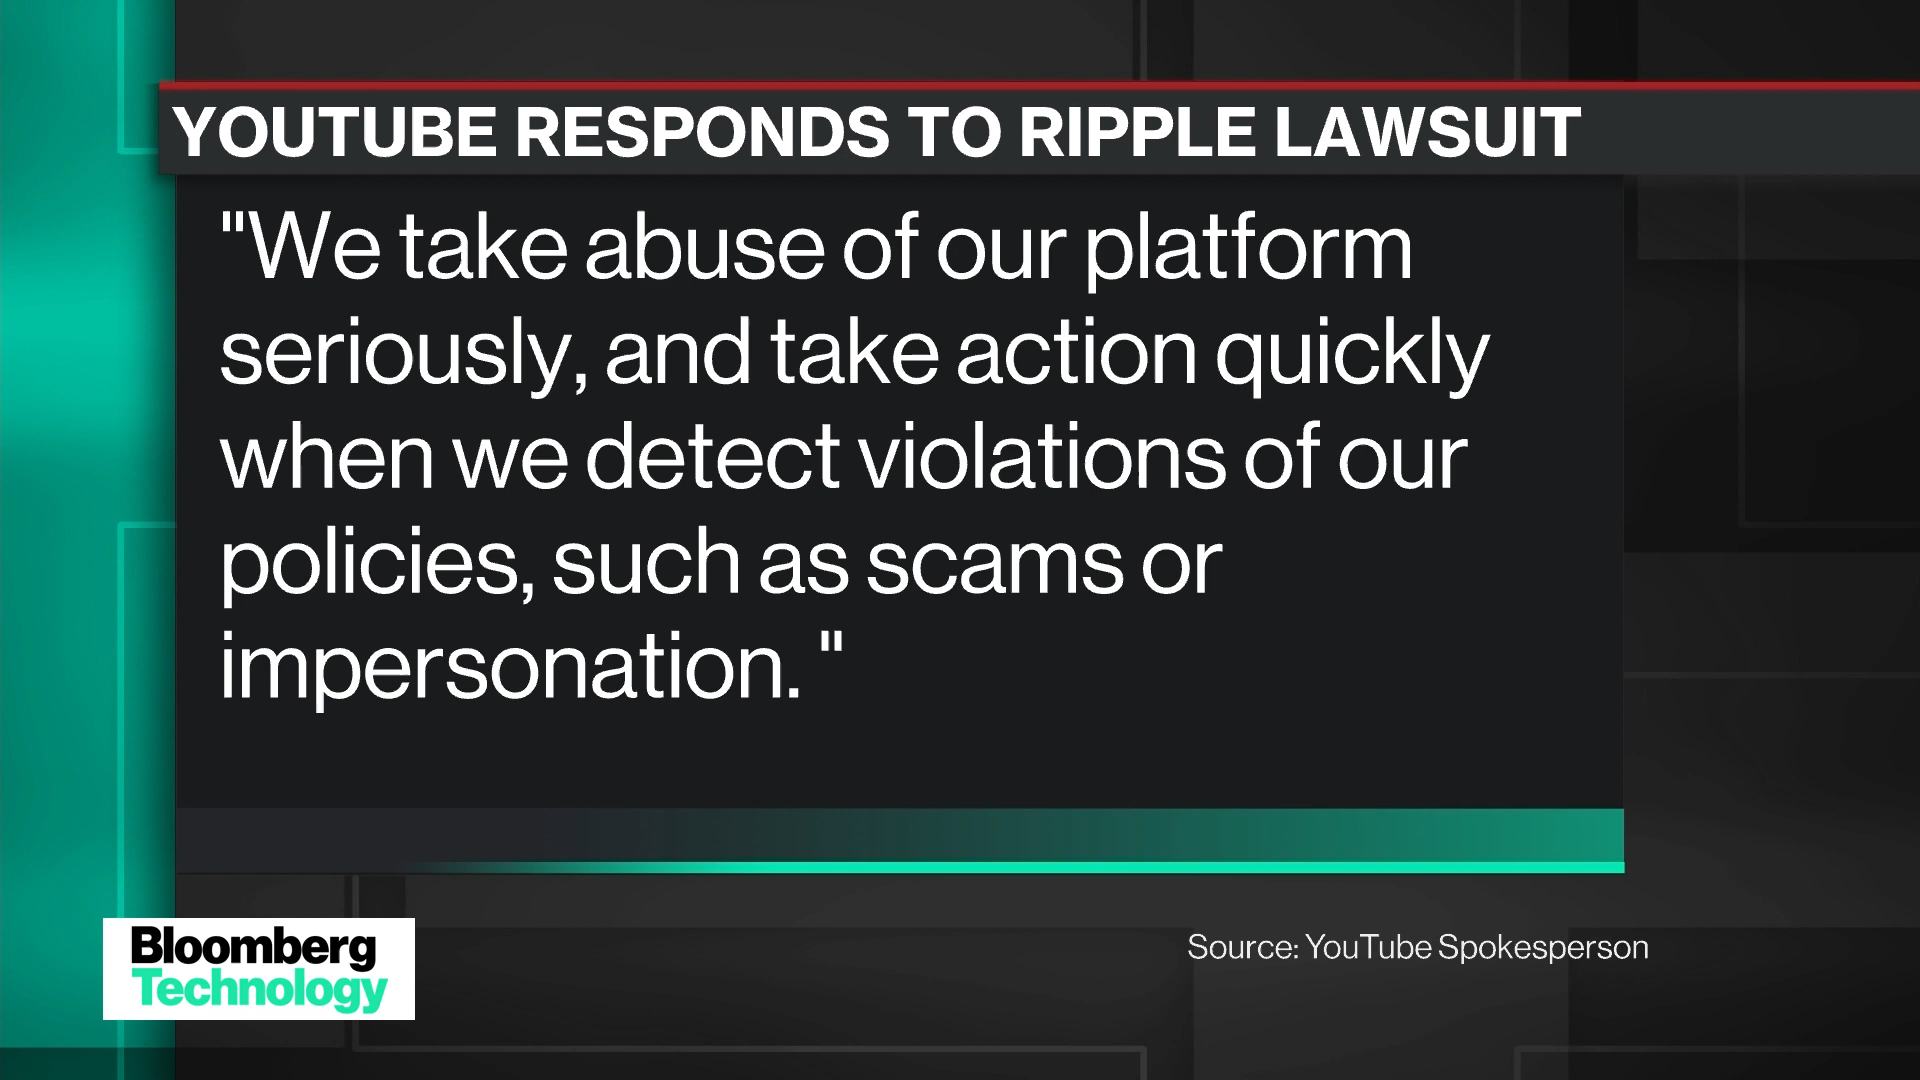 YOUTUBE RESPONDS TO RIPPLE LAWSUIT
"We take abuse of our platform
seriously, and take action quickly
when we detect violations of our
policies, such as scams or
impersonation. "
Bloomberg
Technology
Source: YouTube Spokesperson